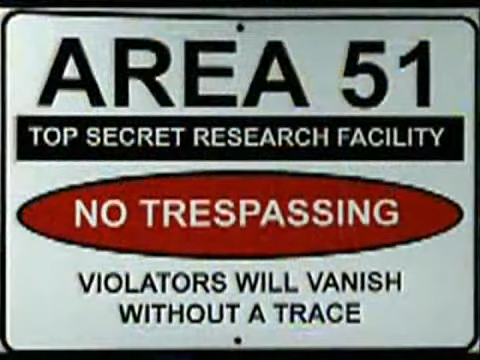 AREA 51
TOP SECRET RESEARCH FACILITY
NO TRESPASSING
VIOLATORS WILL VANISH
WITHOUT A TRACE